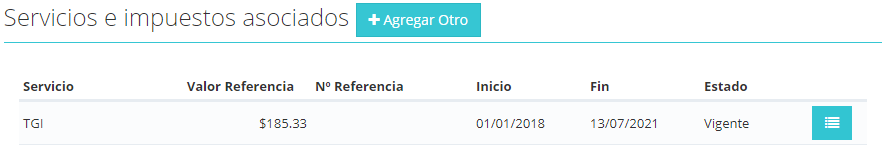 Servicios e impuestos asociados + Agregar Otro
Servicio Valor Referencia Nº Referencia Inicio Fin Estado
TGI $185.33 01/01/2018 13/07/2021 Vigente